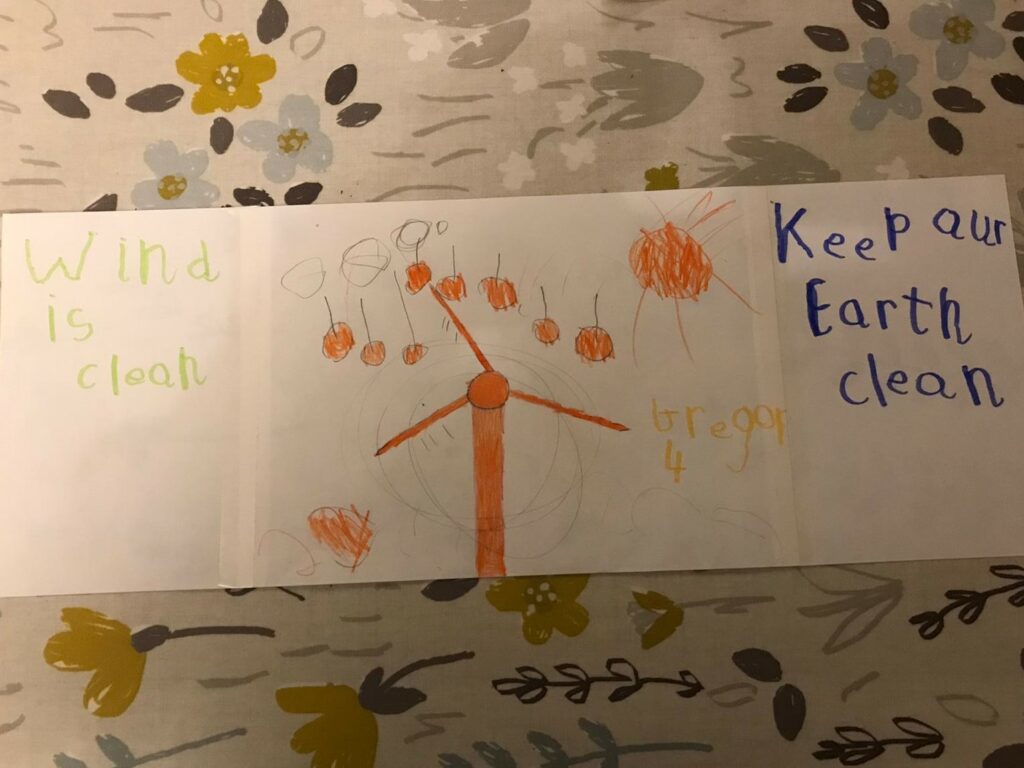 Wind
is
clean
Gregor
4
Keep aur
Earth
clean